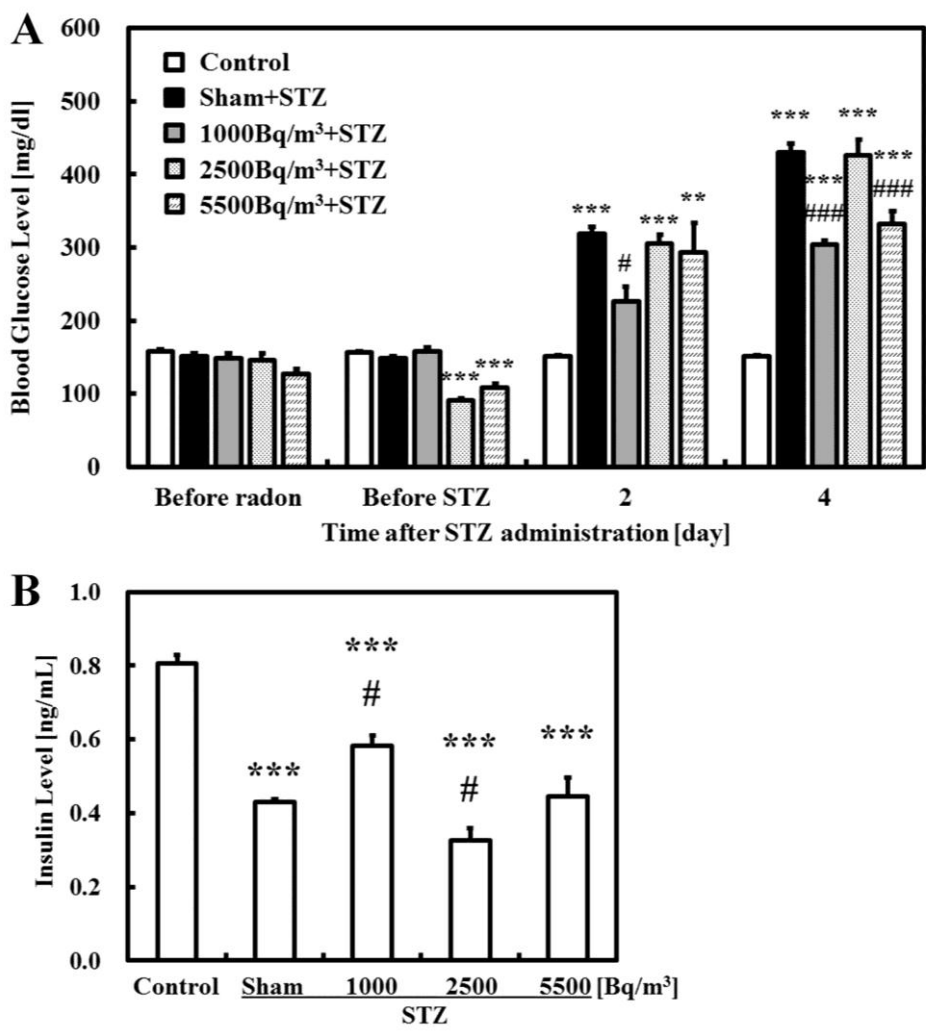 A
600
500
400
300
200
100
0
Blood Glucose Level [mg/dl]
Control
Sham+STZ
1000Bq/m³+STZ
2500Bq/m³+STZ
5500Bq/m³+STZ
*** ***
*** ***
*** *** ** ### ###
#
*** ***
Before radon Before STZ 2 4
Time after STZ administration [day]
B
1.0
0.8
0.6
0.4
0.2
0.0
Insulin Level [ng/mL]
***
#
*** *** ***
#
Control Sham 1000 2500 5500 [Bq/m³]
STZ